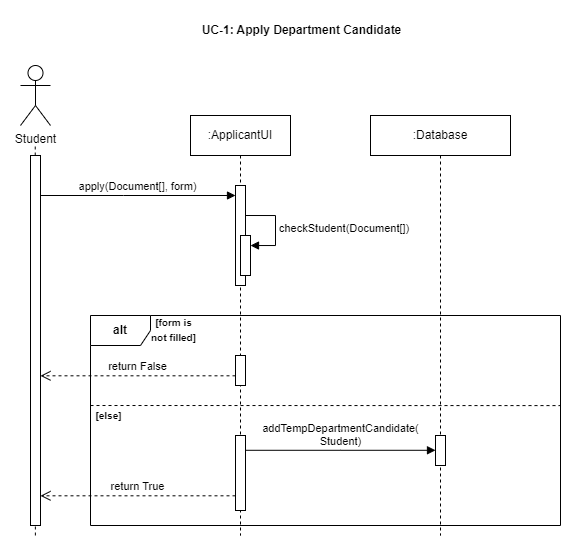 UC-1: Apply Department Candidate
Student
:ApplicantUI
:Database
apply(Document[], form)
checkStudent(Document[])
alt
[form is
not filled]
return False
[else]
addTempDepartmentCandidate(
Student)
return True